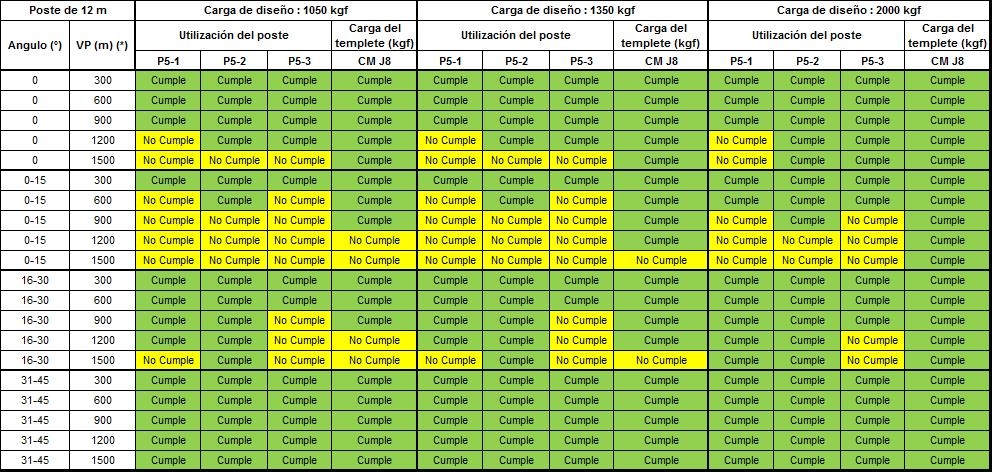 Poste de 12 m Carga de diseño : 1050 kgf Carga de diseño : 1350 kgf Carga de diseño : 2000 kgf
Angulo (°) VP (m) (*) Utilización del poste Carga del templete (kgf) Utilización del poste Carga del templete (kgf) Utilización del poste Carga del templete (kgf)
P5-1 P5-2 P5-3 CM J8 P5-1 P5-2 P5-3 CM J8 P5-1 P5-2 P5-3 CM J8
0 300 Cumple Cumple Cumple Cumple Cumple Cumple Cumple Cumple Cumple Cumple Cumple Cumple
0 600 Cumple Cumple Cumple Cumple Cumple Cumple Cumple Cumple Cumple Cumple Cumple Cumple
0 900 Cumple Cumple Cumple Cumple Cumple Cumple Cumple Cumple Cumple Cumple Cumple Cumple
0 1200 No Cumple Cumple Cumple Cumple No Cumple Cumple Cumple Cumple No Cumple Cumple Cumple Cumple
0 1500 No Cumple No Cumple No Cumple Cumple No Cumple No Cumple No Cumple Cumple No Cumple Cumple Cumple Cumple
0-15 300 Cumple Cumple Cumple Cumple Cumple Cumple Cumple Cumple Cumple Cumple Cumple Cumple
0-15 600 No Cumple Cumple No Cumple Cumple No Cumple Cumple No Cumple Cumple Cumple Cumple Cumple Cumple
0-15 900 No Cumple No Cumple No Cumple Cumple No Cumple No Cumple No Cumple Cumple No Cumple Cumple No Cumple Cumple
0-15 1200 No Cumple No Cumple No Cumple No Cumple No Cumple No Cumple No Cumple Cumple No Cumple No Cumple No Cumple Cumple
0-15 1500 No Cumple No Cumple No Cumple No Cumple No Cumple No Cumple No Cumple No Cumple No Cumple No Cumple No Cumple Cumple
16-30 300 Cumple Cumple Cumple Cumple Cumple Cumple Cumple Cumple Cumple Cumple Cumple Cumple
16-30 600 Cumple Cumple Cumple Cumple Cumple Cumple Cumple Cumple Cumple Cumple Cumple Cumple
16-30 900 Cumple Cumple No Cumple Cumple Cumple Cumple No Cumple Cumple Cumple Cumple Cumple Cumple
16-30 1200 Cumple Cumple No Cumple No Cumple Cumple Cumple No Cumple Cumple Cumple Cumple No Cumple Cumple
16-30 1500 No Cumple Cumple No Cumple No Cumple No Cumple Cumple No Cumple No Cumple Cumple Cumple No Cumple Cumple
31-45 300 Cumple Cumple Cumple Cumple Cumple Cumple Cumple Cumple Cumple Cumple Cumple Cumple
31-45 600 Cumple Cumple Cumple Cumple Cumple Cumple Cumple Cumple Cumple Cumple Cumple Cumple
31-45 900 Cumple Cumple Cumple Cumple Cumple Cumple Cumple Cumple Cumple Cumple Cumple Cumple
31-45 1200 Cumple Cumple Cumple Cumple Cumple Cumple Cumple Cumple Cumple Cumple Cumple Cumple
31-45 1500 Cumple Cumple Cumple Cumple Cumple Cumple Cumple Cumple Cumple Cumple Cumple Cumple